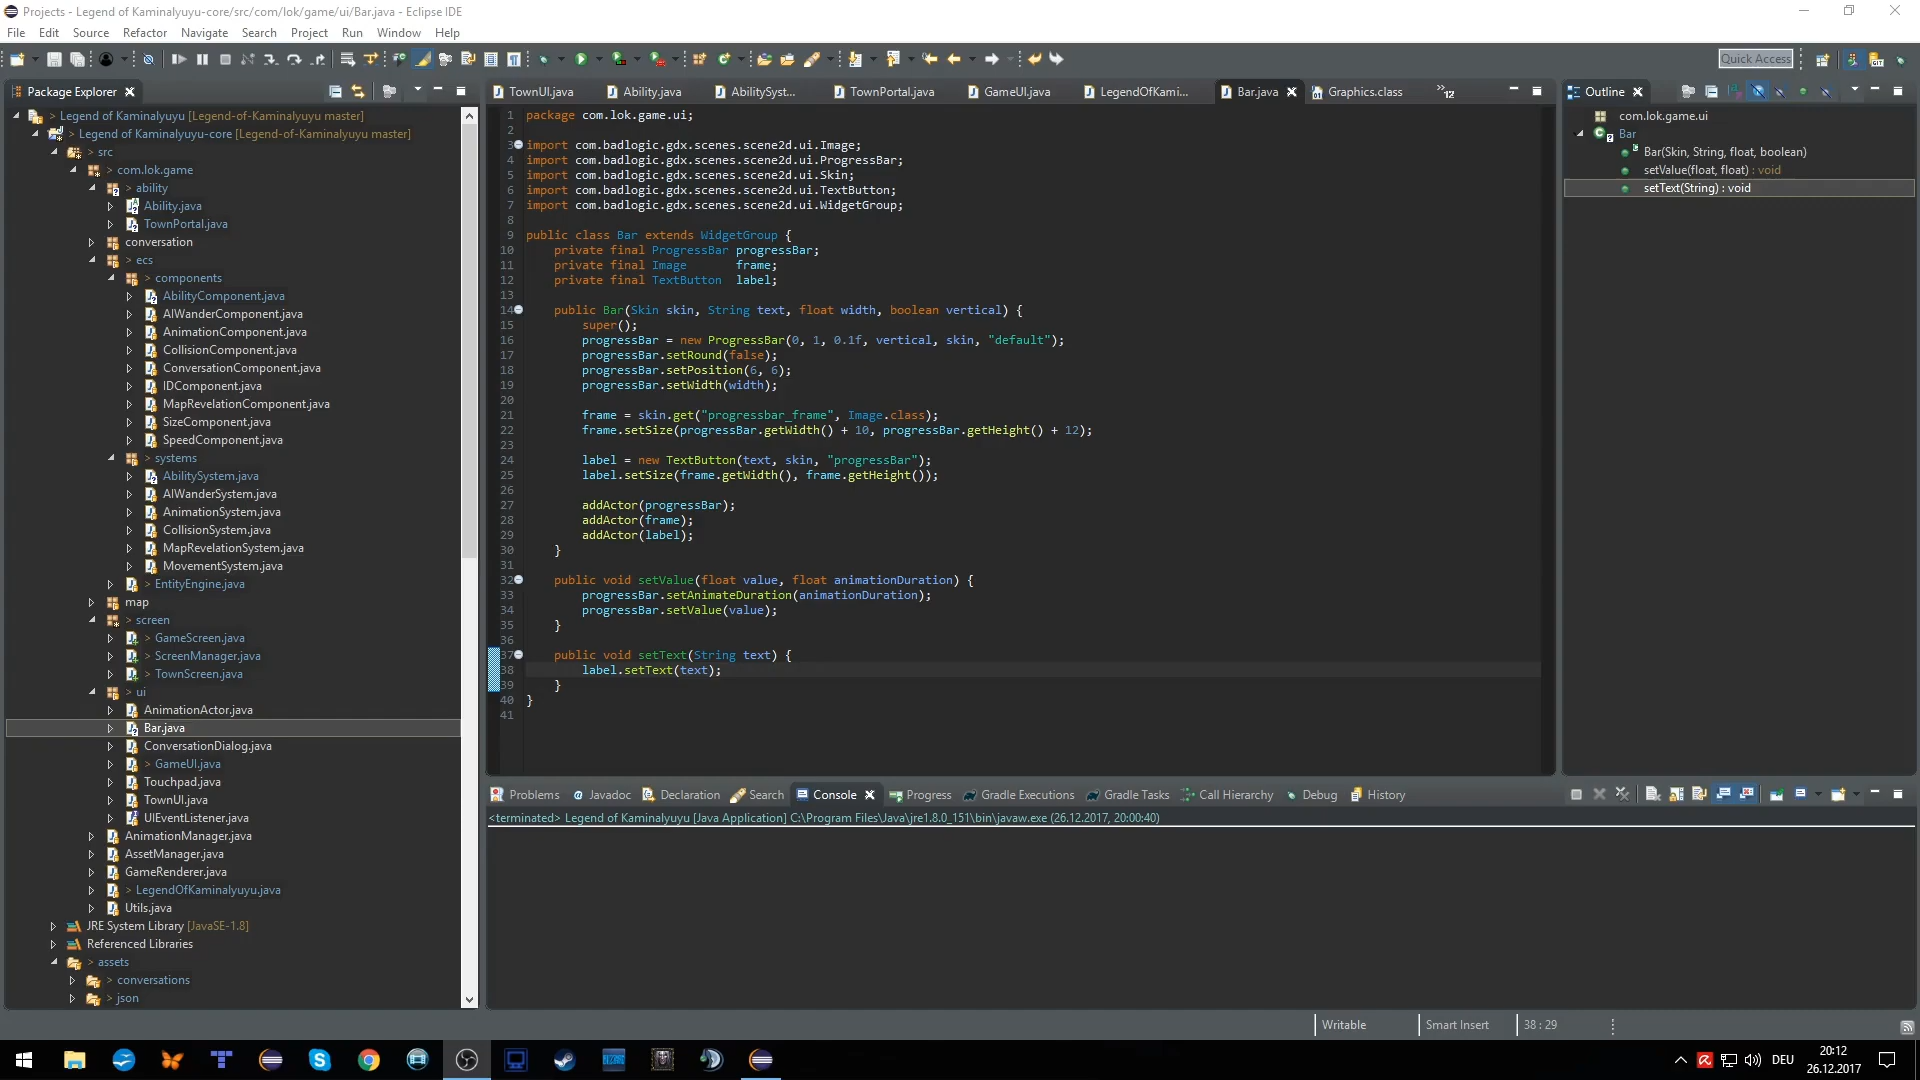 Projects - Legend of Kaminalyuyu-core/src/com/lok/game/ui/Bar.java - Eclipse IDE
File Edit Source Refactor Navigate Search Project Run Window Help
Quick Access
Package Explorer
> Legend of Kaminalyuyu [Legend-of-Kaminalyuyu master]
> Legend of Kaminalyuyu-core [Legend-of-Kaminalyuyu master]
> src
> com.lok.game
> ability
Ability.java
TownPortal.java
conversation
> ecs
> components
AbilityComponent.java
AIWanderComponent.java
AnimationComponent.java
CollisionComponent.java
ConversationComponent.java
IDComponent.java
MapRevelationComponent.java
SizeComponent.java
SpeedComponent.java
> systems
AbilitySystem.java
AIWanderSystem.java
AnimationSystem.java
CollisionSystem.java
MapRevelationSystem.java
MovementSystem.java
> EntityEngine.java
map
> screen
> GameScreen.java
> ScreenManager.java
> TownScreen.java
> ui
AnimationActor.java
Bar.java
ConversationDialog.java
> GameUI.java
Touchpad.java
TownUI.java
UIEventListener.java
AnimationManager.java
AssetManager.java
GameRenderer.java
> LegendOfKaminalyuyu.java
Utils.java
JRE System Library [JavaSE-1.8]
Referenced Libraries
> assets
> conversations
> json
TownUI.java Ability.java AbilitySyst... TownPortal.java GameUI.java LegendOfKami... Bar.java Graphics.class »12
1 package com.lok.game.ui;
2
3 import com.badlogic.gdx.scenes.scene2d.ui.Image;
4 import com.badlogic.gdx.scenes.scene2d.ui.ProgressBar;
5 import com.badlogic.gdx.scenes.scene2d.ui.Skin;
6 import com.badlogic.gdx.scenes.scene2d.ui.TextButton;
7 import com.badlogic.gdx.scenes.scene2d.ui.WidgetGroup;
8
9 public class Bar extends WidgetGroup {
10 private final ProgressBar progressBar;
11 private final Image frame;
12 private final TextButton label;
13
14 public Bar(Skin skin, String text, float width, boolean vertical) {
15 super();
16 progressBar = new ProgressBar(0, 1, 0.1f, vertical, skin, "default");
17 progressBar.setRound(false);
18 progressBar.setPosition(6, 6);
19 progressBar.setWidth(width);
20
21 frame = skin.get("progressbar_frame", Image.class);
22 frame.setSize(progressBar.getWidth() + 10, progressBar.getHeight() + 12);
23
24 label = new TextButton(text, skin, "progressBar");
25 label.setSize(frame.getWidth(), frame.getHeight());
26
27 addActor(progressBar);
28 addActor(frame);
29 addActor(label);
30 }
31
32 public void setValue(float value, float animationDuration) {
33 progressBar.setAnimateDuration(animationDuration);
34 progressBar.setValue(value);
35 }
36
37 public void setText(String text) {
38 label.setText(text);
39 }
40 }
41
Outline
com.lok.game.ui
Bar
Bar(Skin, String, float, boolean)
setValue(float, float) : void
setText(String) : void
Problems Javadoc Declaration Search Console Progress Gradle Executions Gradle Tasks Call Hierarchy Debug History
<terminated> Legend of Kaminalyuyu [Java Application] C:\Program Files\Java\jre1.8.0_151\bin\javaw.exe (26.12.2017, 20:00:40)
Writable Smart Insert 38 : 29
DEU
20:12
26.12.2017